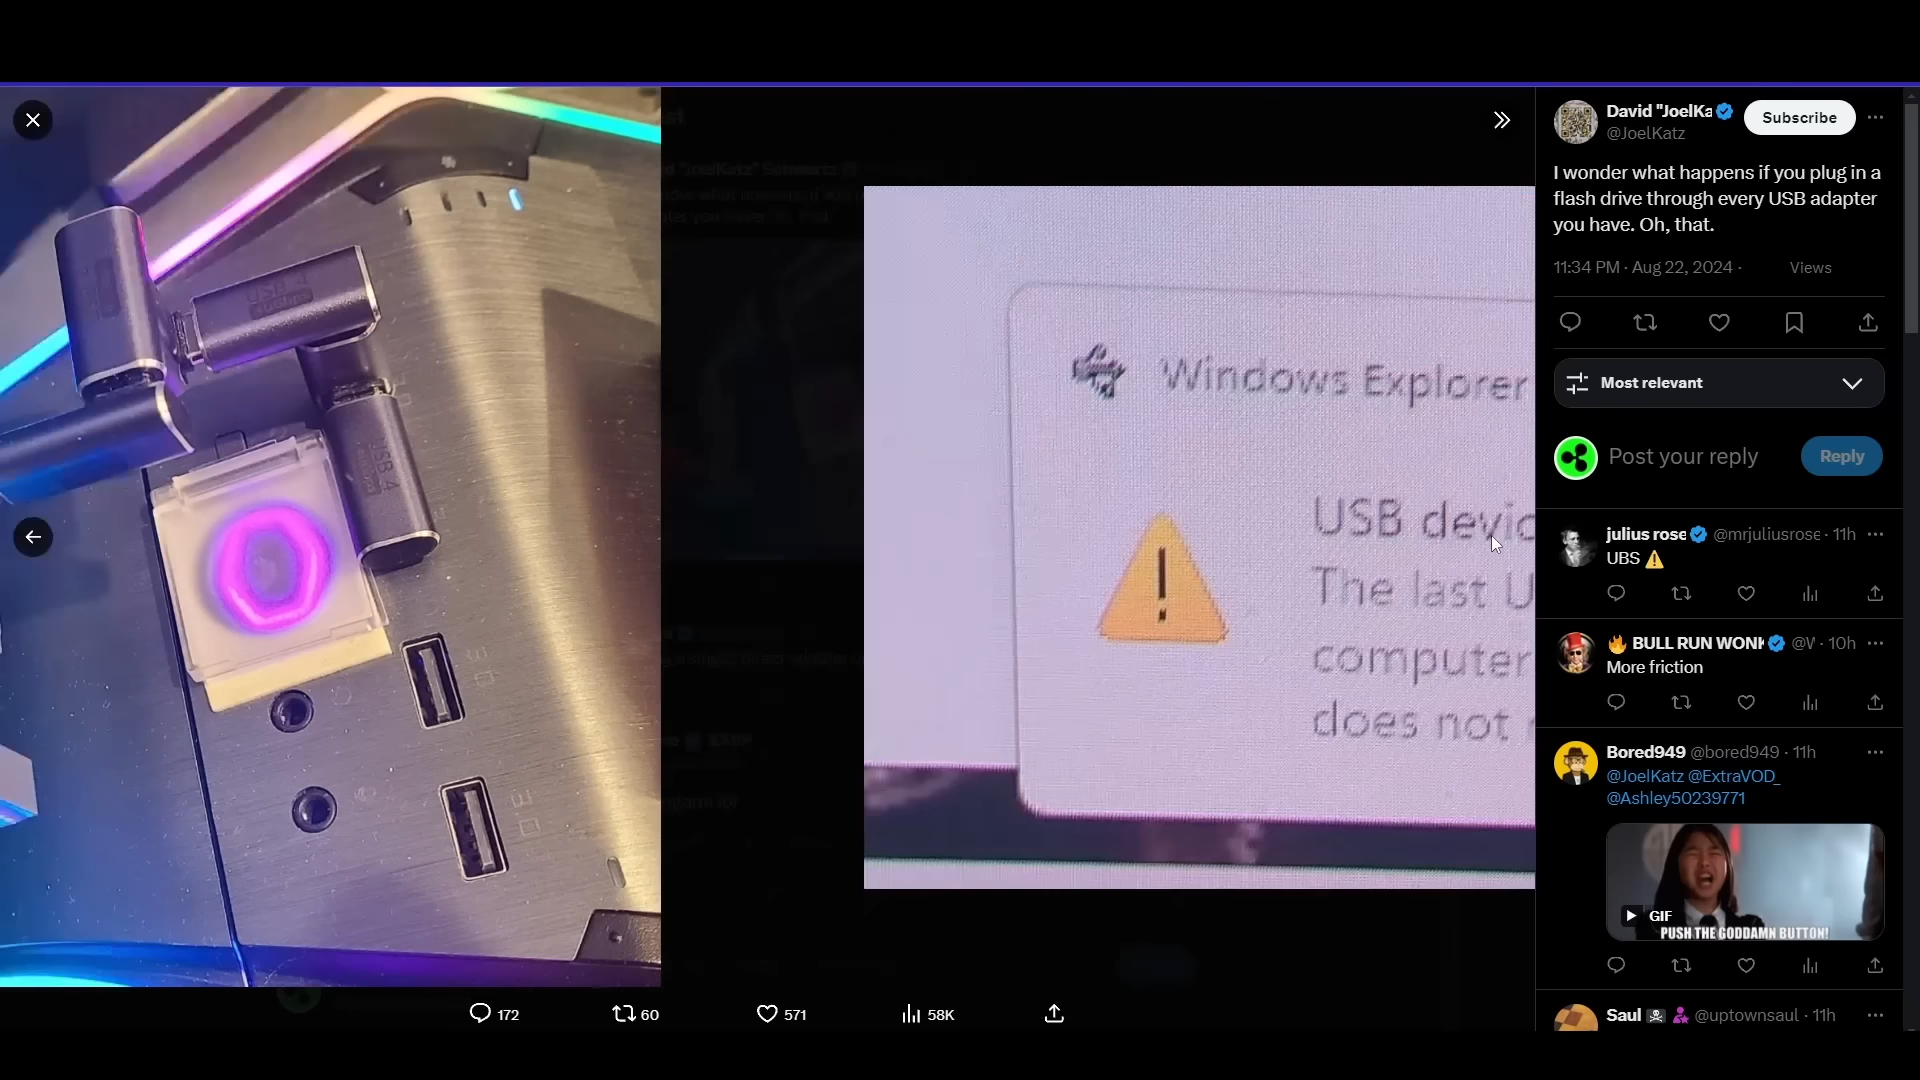 David "JoelKa
Subscribe
@JoelKatz
I wonder what happens if you plug in a
flash drive through every USB adapter
you have. Oh, that.
11:34 PM · Aug 22, 2024 ·
Views
Most relevant
Post your reply
Reply
julius rose @mrjuliusrose · 11h
UBS ⚠️
🔥 BULL RUN WONK @W · 10h
More friction
Bored949 @bored949 · 11h
@JoelKatz @ExtraVOD_
@Ashley50239771
GIF
PUSH THE GODDAMN BUTTON!
Saul @uptownsaul · 11h
USB 4
USB 4
Windows Explorer
USB devic
The last U
computer
does not
172
60
571
58K